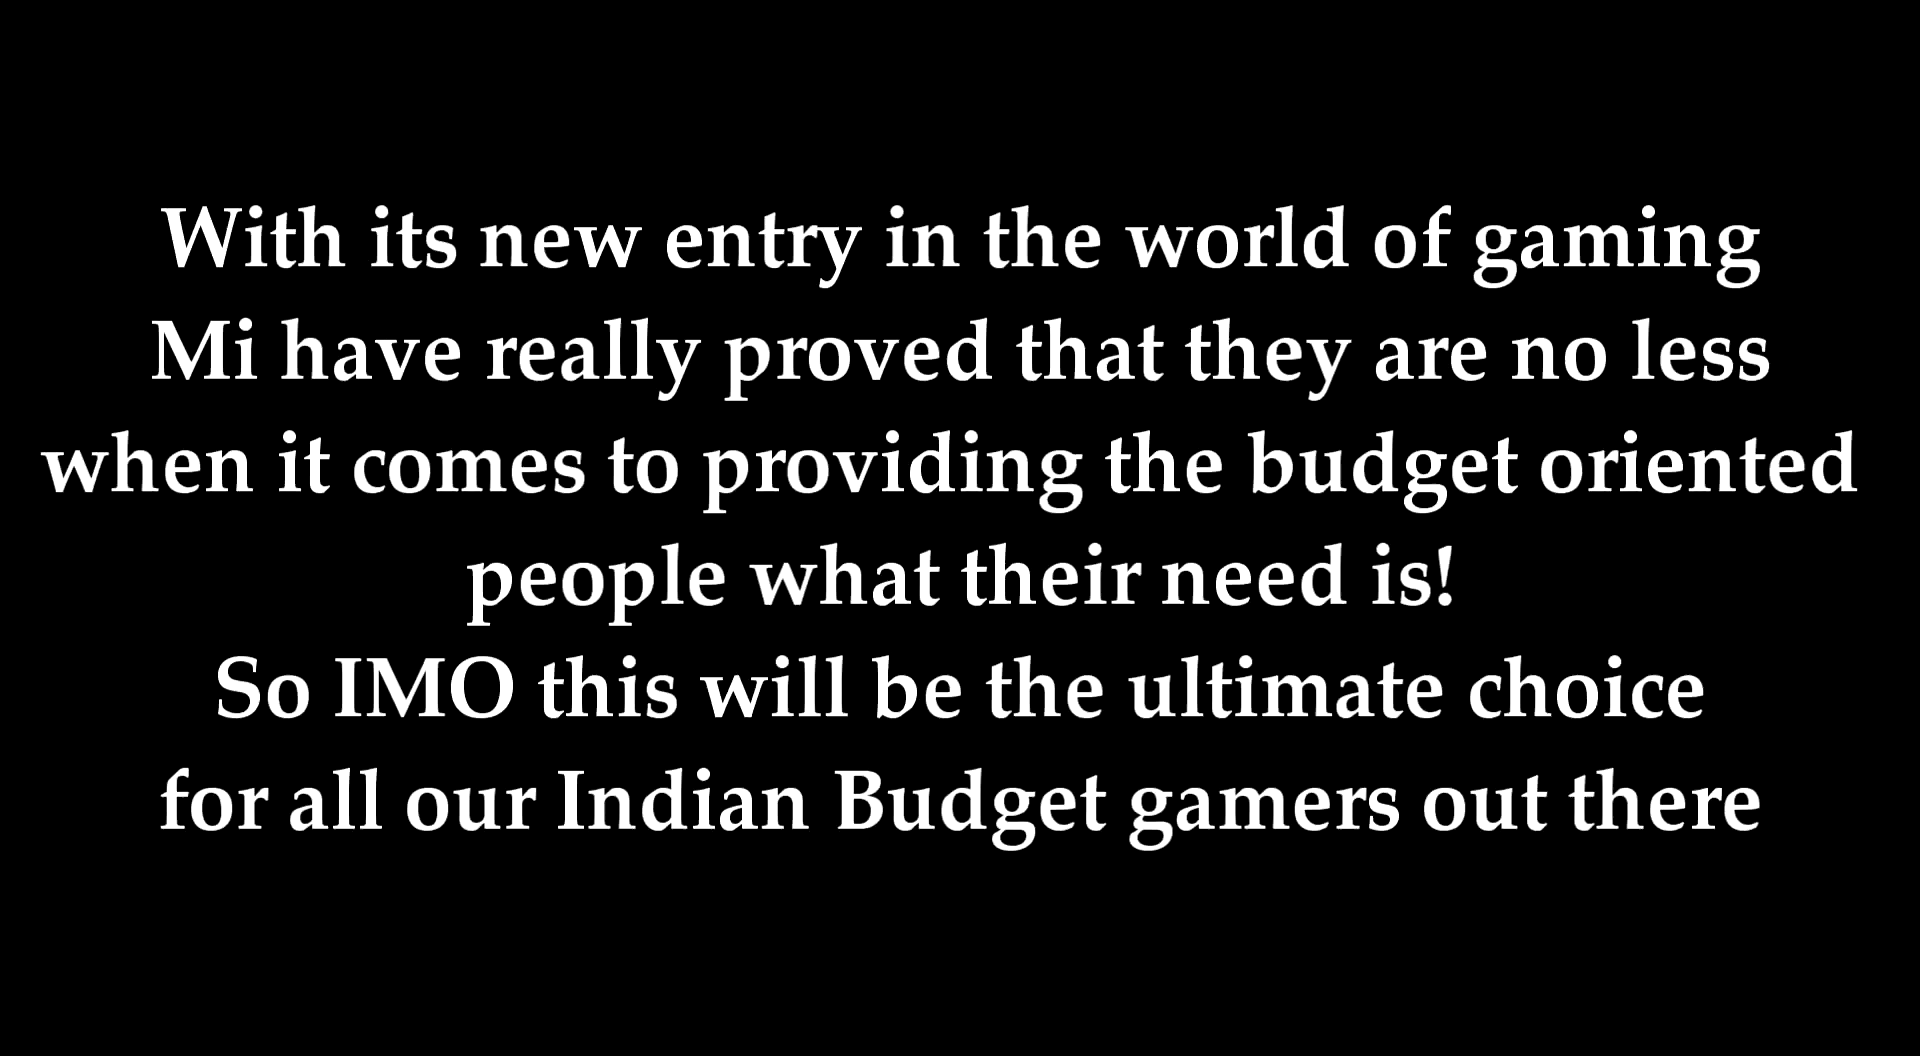 With its new entry in the world of gaming
Mi have really proved that they are no less
when it comes to providing the budget oriented
people what their need is!
So IMO this will be the ultimate choice
for all our Indian Budget gamers out there